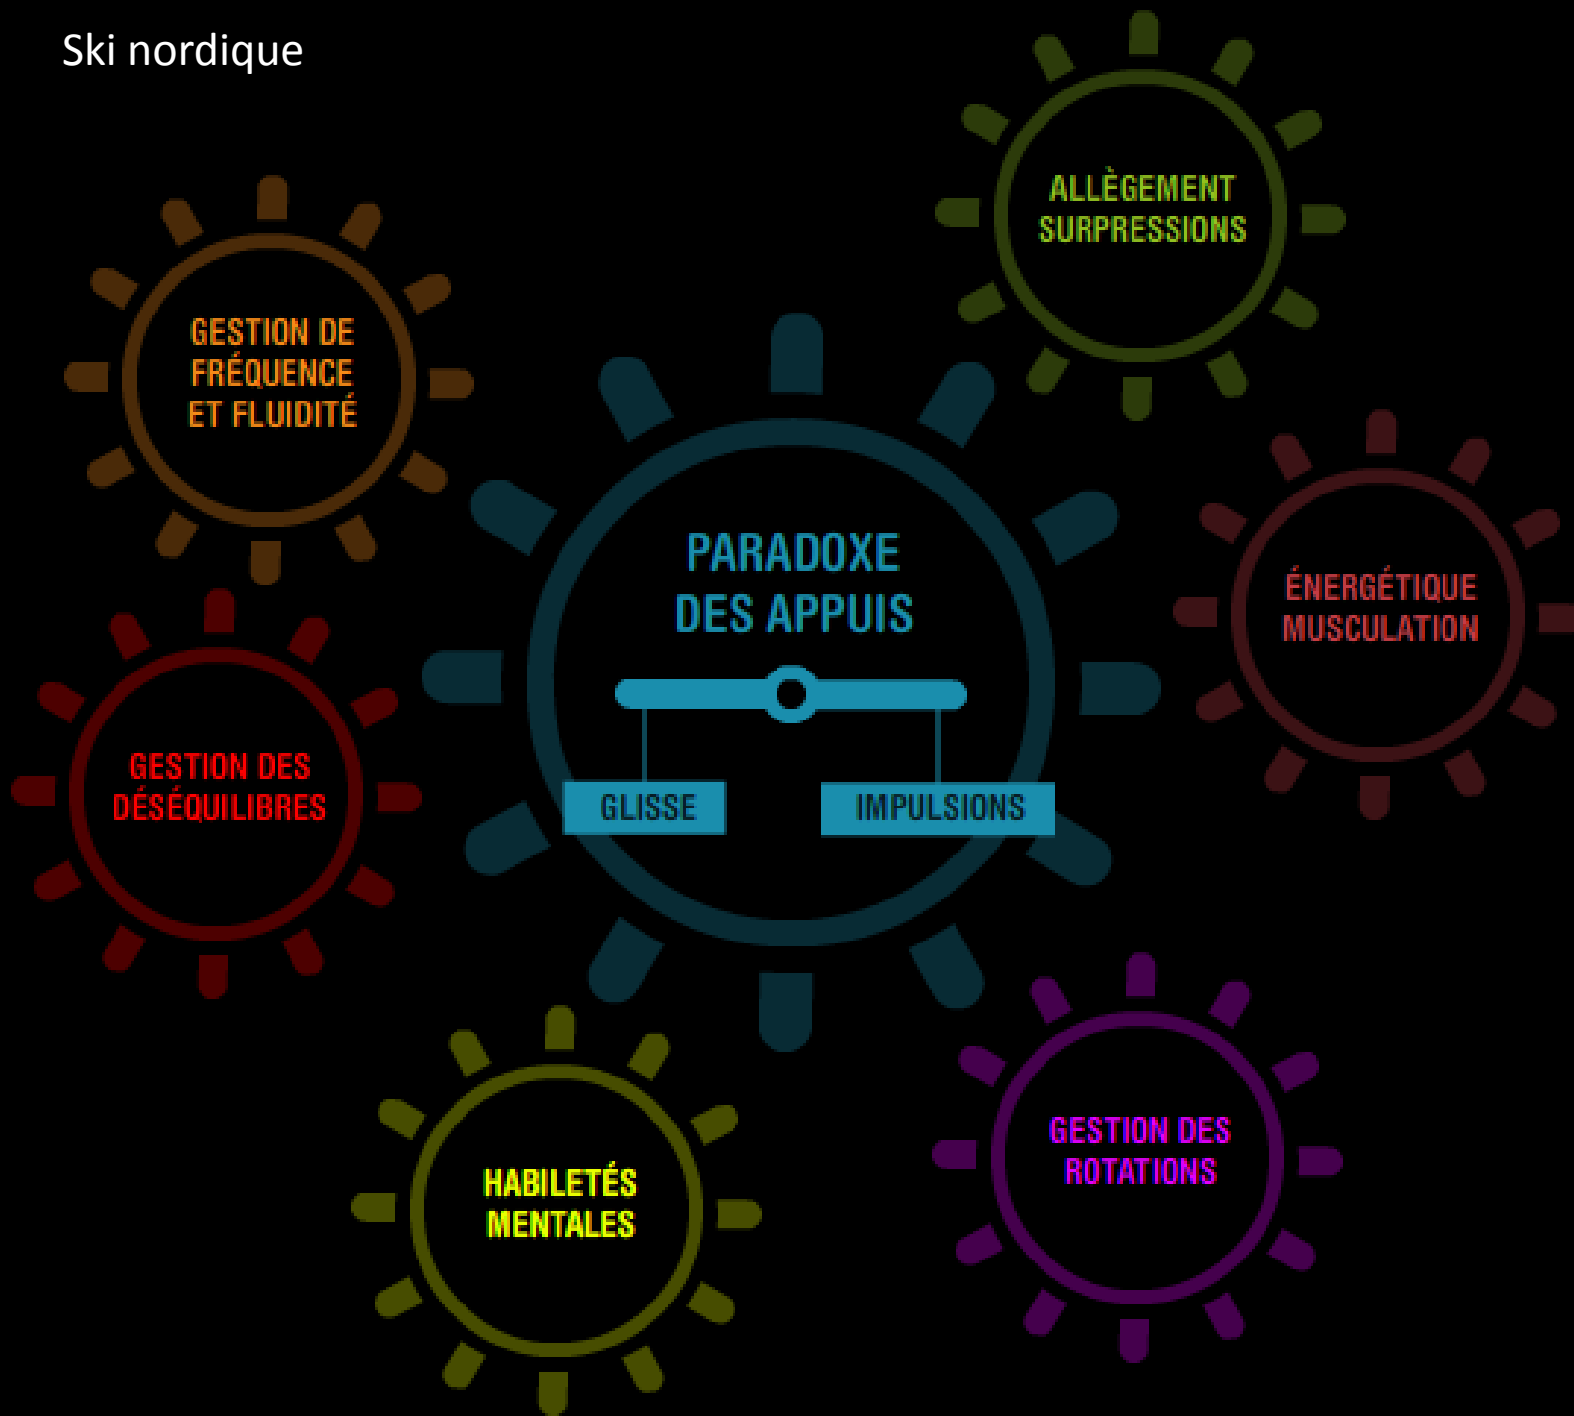 Ski nordique
ALLÈGEMENT
SURPRESSIONS
GESTION DE
FRÉQUENCE
ET FLUIDITÉ
PARADOXE
DES APPUIS
GLISSE
IMPULSIONS
ÉNERGÉTIQUE
MUSCULATION
GESTION DES
DÉSÉQUILIBRES
HABILETÉS
MENTALES
GESTION DES
ROTATIONS